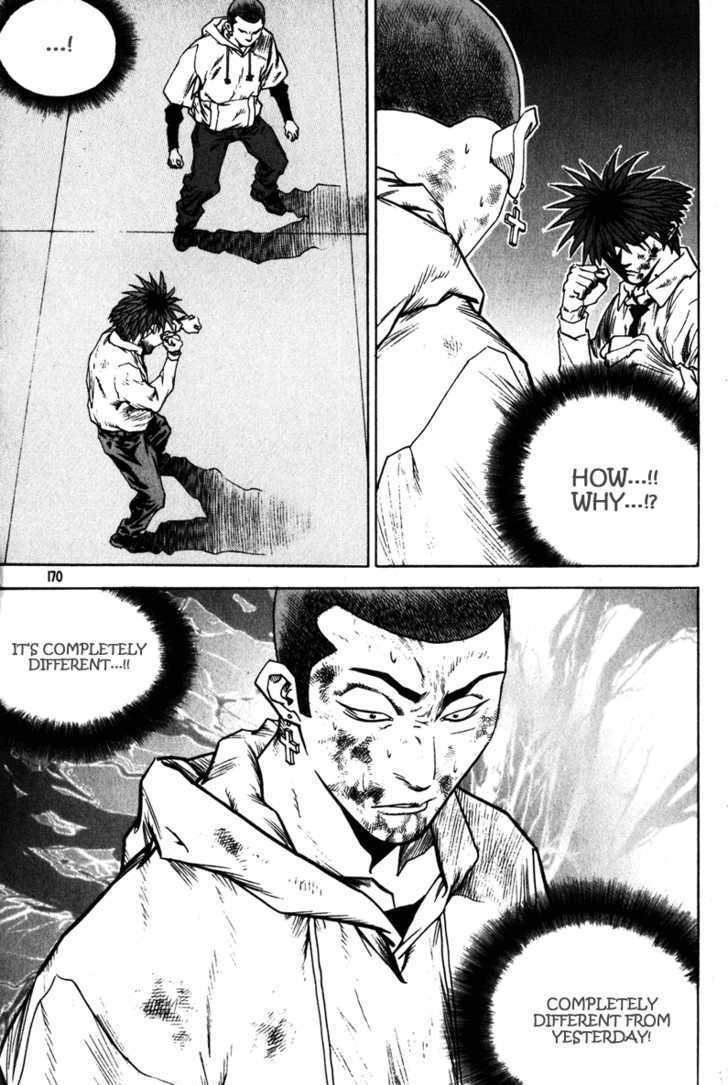 ...!
HOW...!!
WHY...!?
170
IT'S COMPLETELY
DIFFERENT...!!
COMPLETELY
DIFFERENT FROM
YESTERDAY!